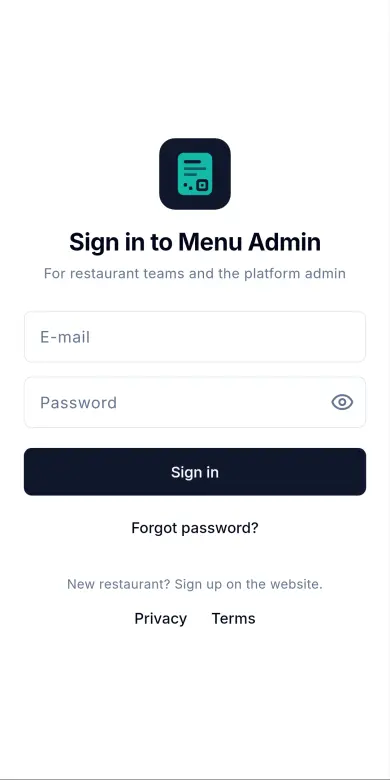 Sign in to Menu Admin
For restaurant teams and the platform admin
E-mail
Password
Sign in
Forgot password?
New restaurant? Sign up on the website.
Privacy Terms